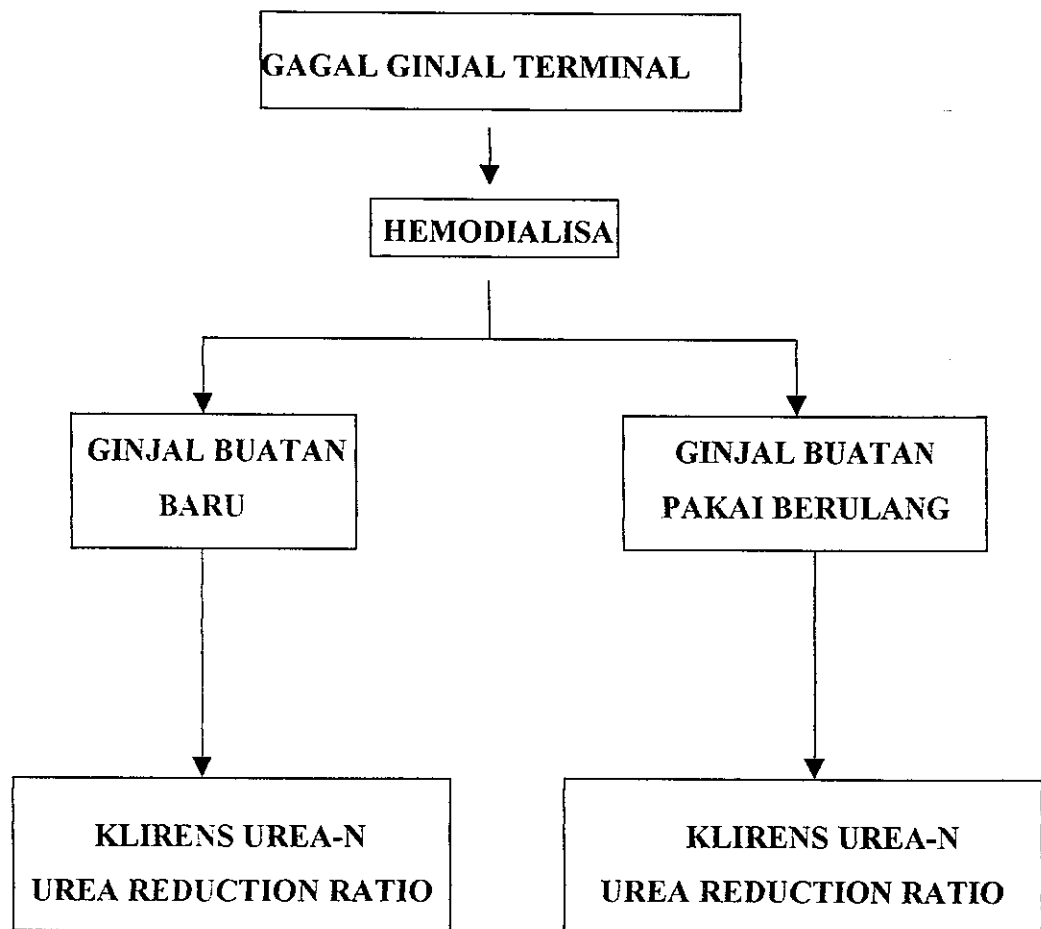 GAGAL GINJAL TERMINAL
HEMODIALISA
GINJAL BUATAN
BARU
GINJAL BUATAN
PAKAI BERULANG
KLIRENS UREA-N
UREA REDUCTION RATIO
KLIRENS UREA-N
UREA REDUCTION RATIO